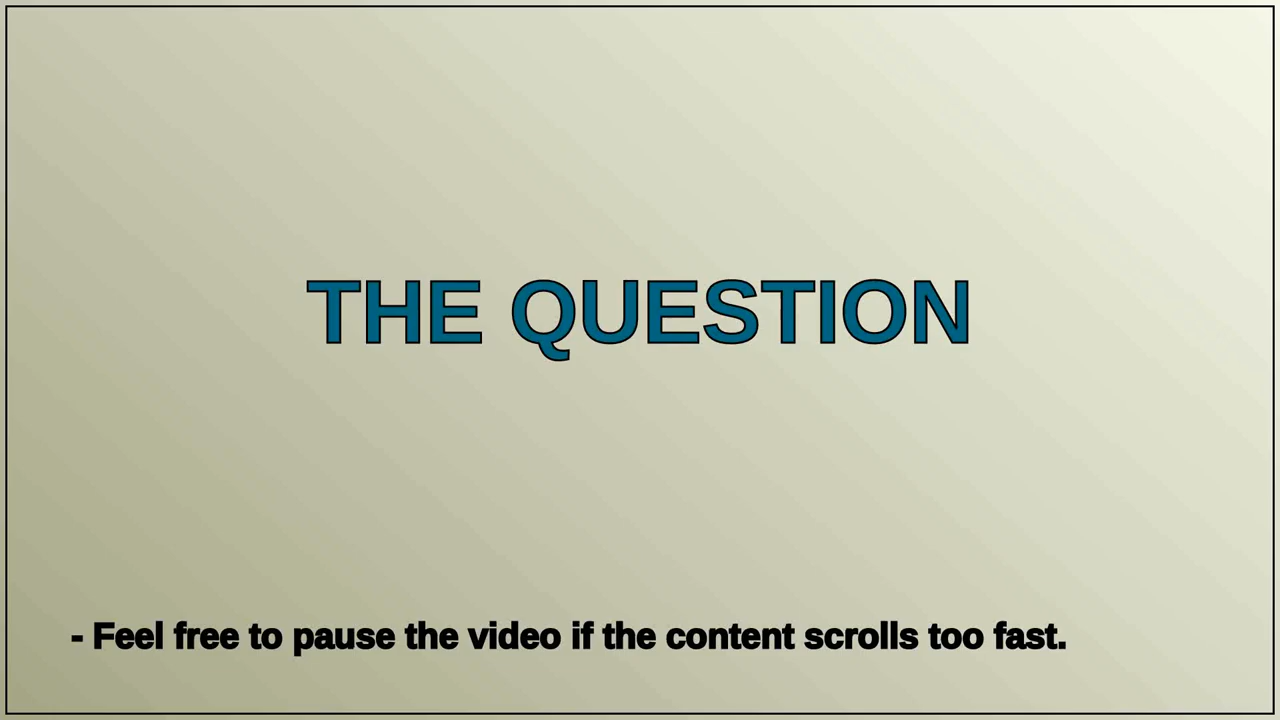 THE QUESTION
- Feel free to pause the video if the content scrolls too fast.